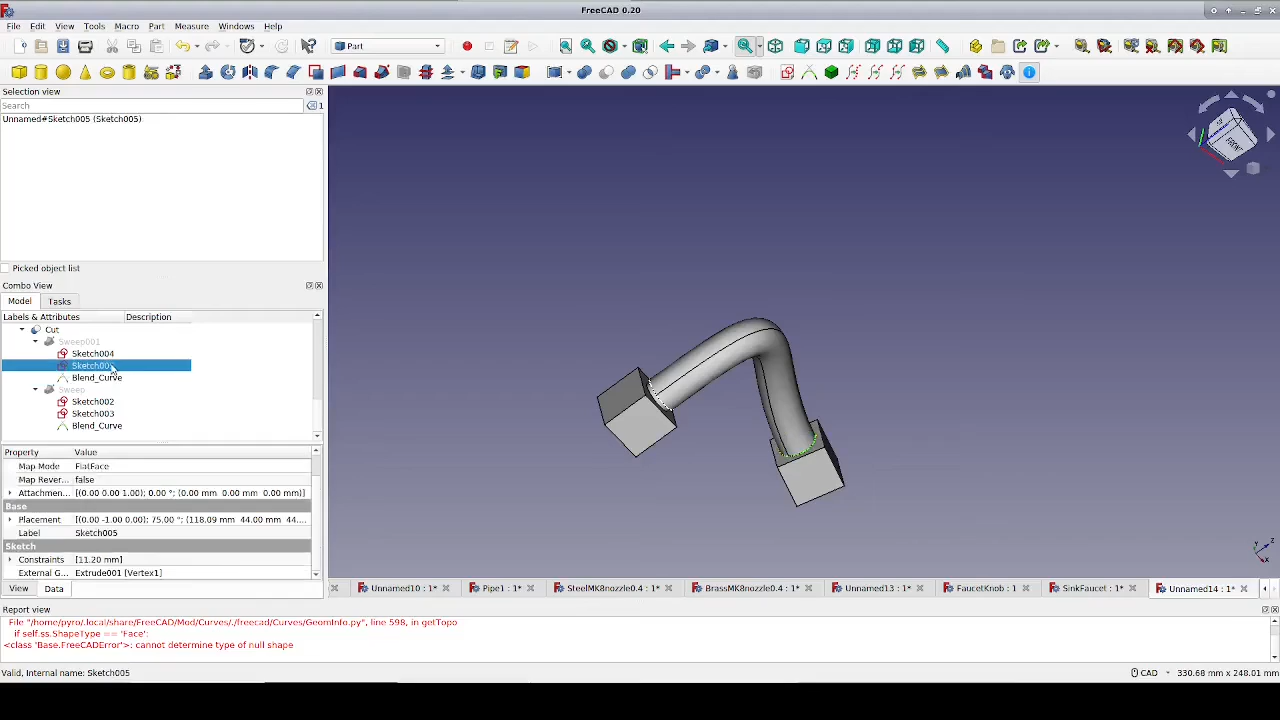 FreeCAD 0.20
File Edit View Tools Macro Part Measure Windows Help
Part
Selection view
Search
1
Unnamed#Sketch005 (Sketch005)
Picked object list
Combo View
Model Tasks
Labels & Attributes Description
Cut
Sweep001
Sketch004
Sketch005
Blend_Curve
Sweep
Sketch002
Sketch003
Blend_Curve
Property Value
Map Mode FlatFace
Map Rever... false
Attachmen... [(0.00 0.00 1.00); 0.00 °; (0.00 mm 0.00 mm 0.00 mm)]
Base
Placement [(0.00 -1.00 0.00); 75.00 °; (118.09 mm 44.00 mm 44....
Label Sketch005
Sketch
Constraints [11.20 mm]
External G... Extrude001 [Vertex1]
View Data
FRONT
Unnamed10 : 1* Pipe1 : 1* SteelMK8nozzle0.4 : 1* BrassMK8nozzle0.4 : 1* Unnamed13 : 1* FaucetKnob : 1 SinkFaucet : 1* Unnamed14 : 1*
Report view
File "/home/pyro/.local/share/FreeCAD/Mod/Curves/./freecad/Curves/GeomInfo.py", line 598, in getTopo
if self.ss.ShapeType == 'Face':
<class 'Base.FreeCADError'>: cannot determine type of null shape
Valid, Internal name: Sketch005
CAD 330.68 mm x 248.01 mm